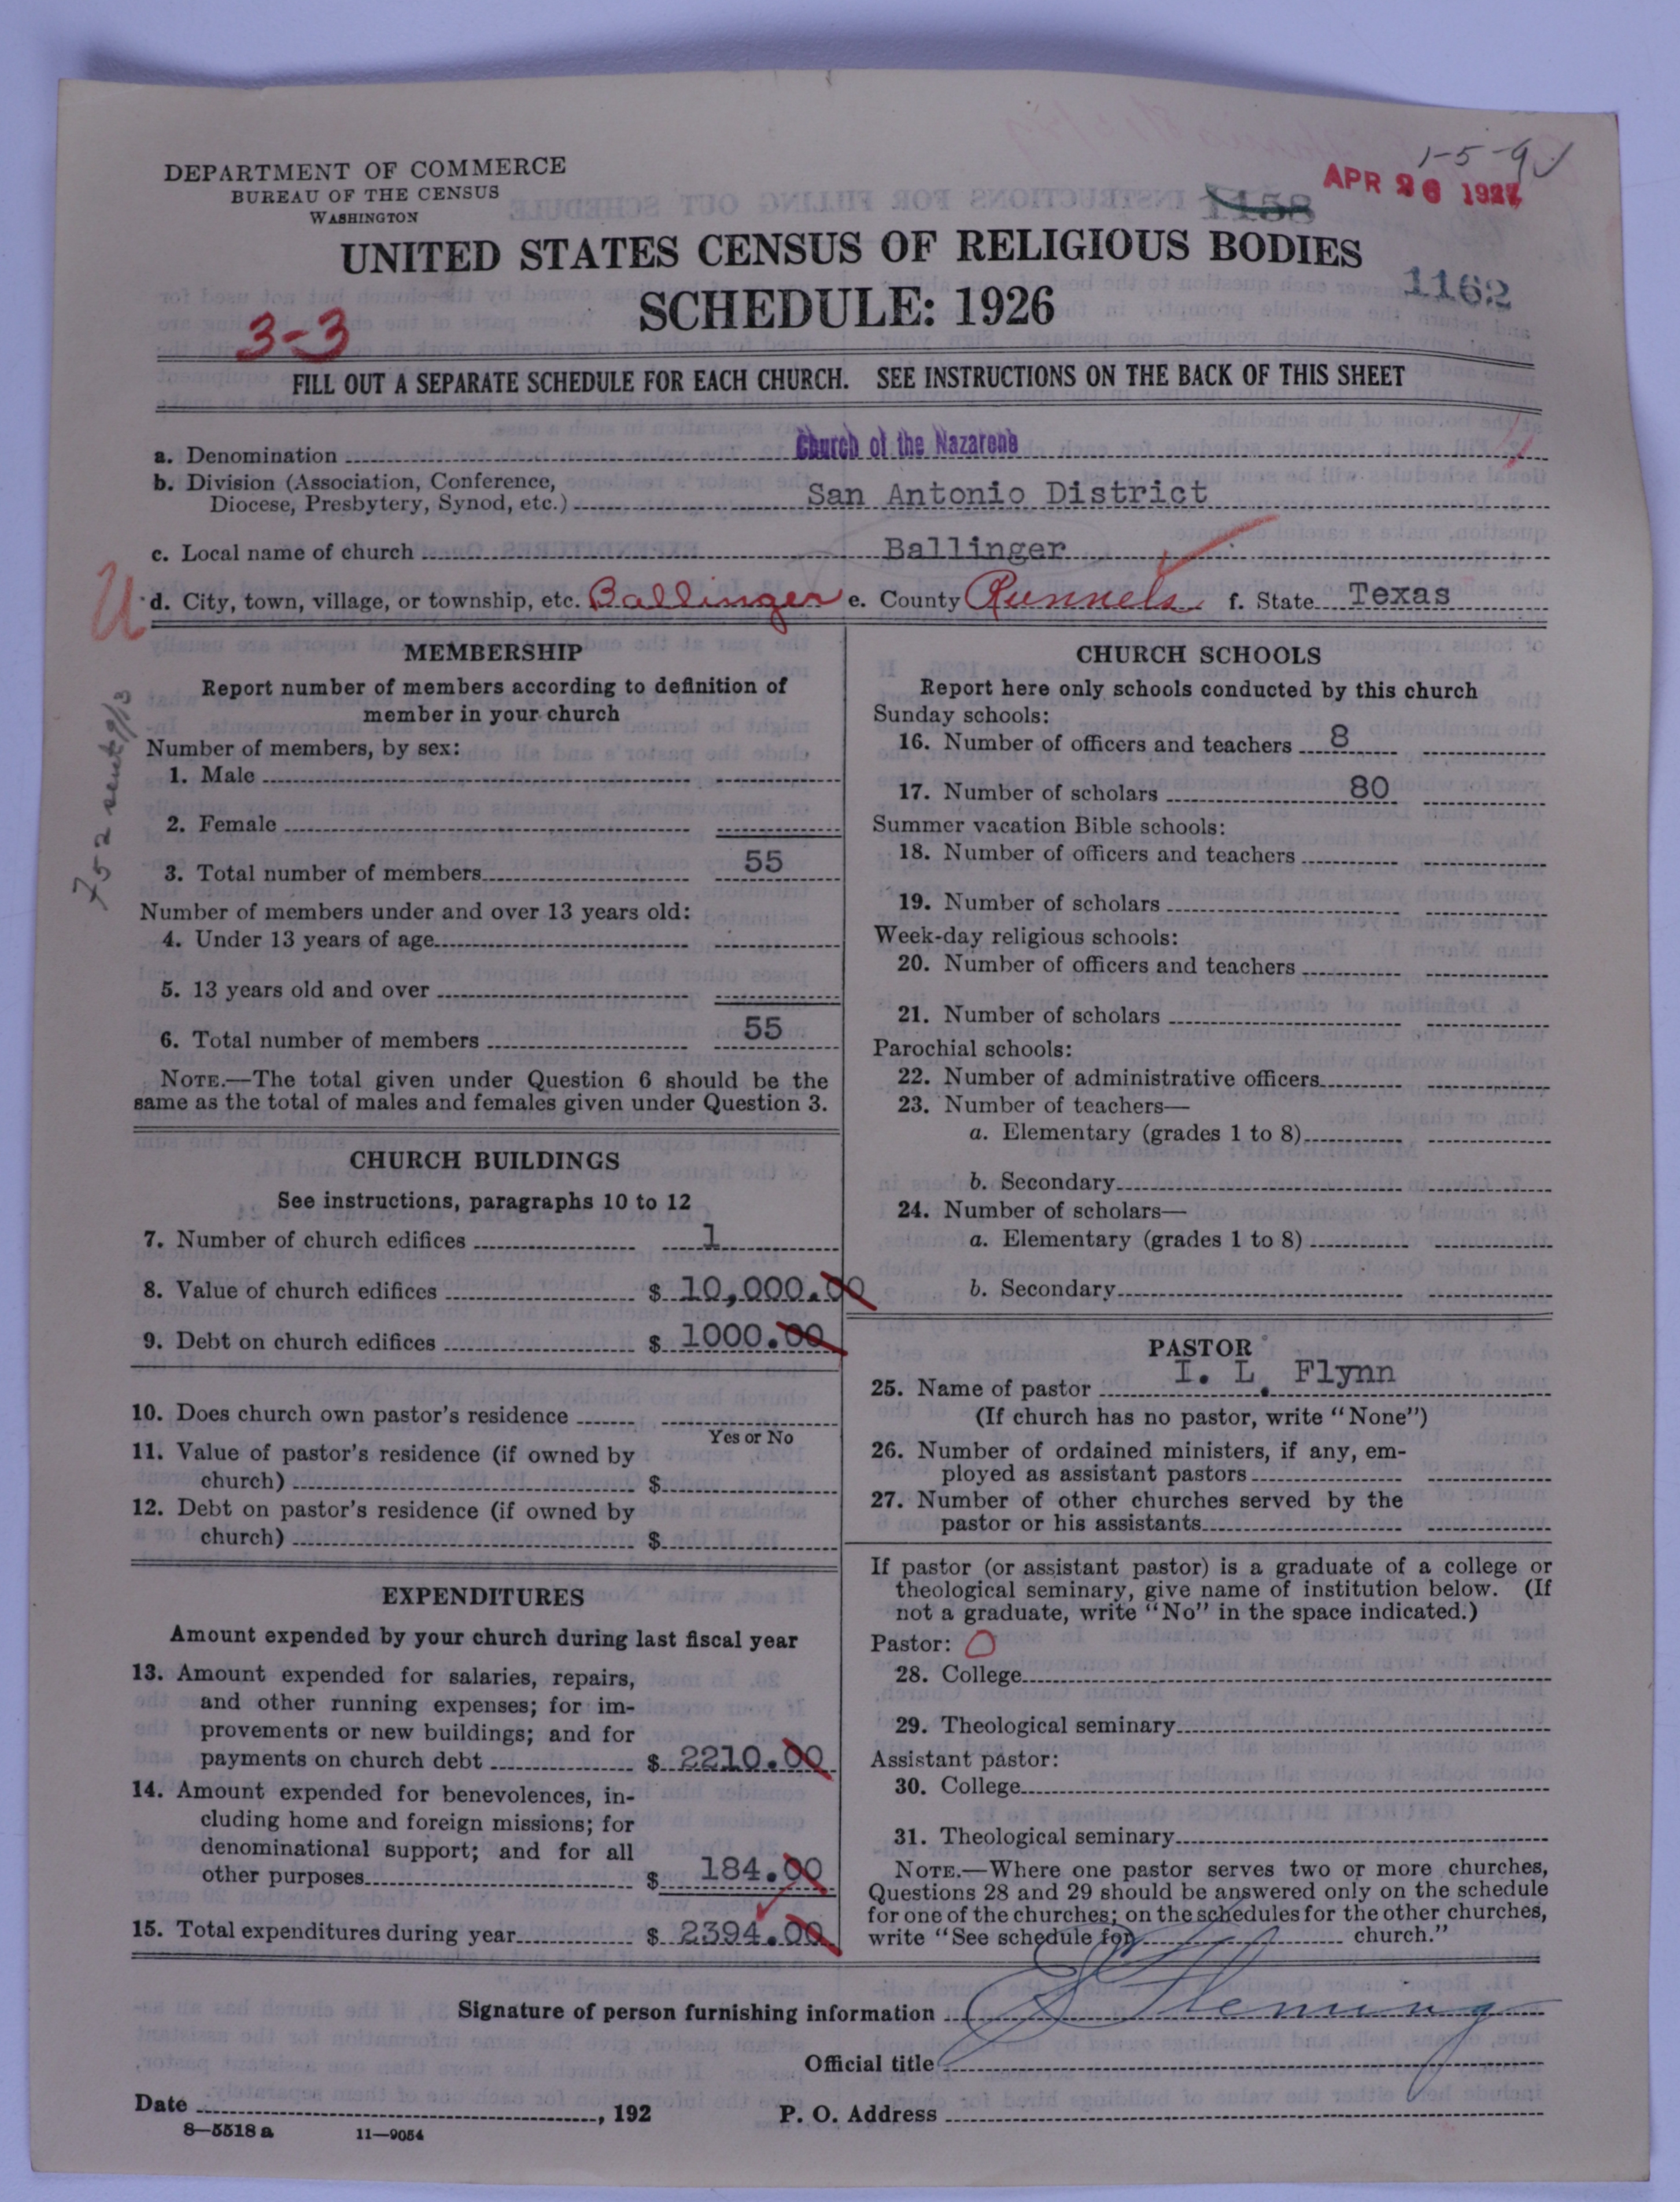 1-5-9
APR 26 1927
DEPARTMENT OF COMMERCE
BUREAU OF THE CENSUS
WASHINGTON
1158
UNITED STATES CENSUS OF RELIGIOUS BODIES
1162
SCHEDULE: 1926
3-3
FILL OUT A SEPARATE SCHEDULE FOR EACH CHURCH. SEE INSTRUCTIONS ON THE BACK OF THIS SHEET
a. Denomination Church of the Nazarene
b. Division (Association, Conference,
Diocese, Presbytery, Synod, etc.) San Antonio District
c. Local name of church Ballinger
U d. City, town, village, or township, etc. Ballinger e. County Runnels f. State Texas
MEMBERSHIP
Report number of members according to definition of
member in your church
Number of members, by sex:
1. Male
2. Female
3. Total number of members 55
Number of members under and over 13 years old:
4. Under 13 years of age
5. 13 years old and over
6. Total number of members 55
NOTE.—The total given under Question 6 should be the
same as the total of males and females given under Question 3.
752 sent 9/13
CHURCH BUILDINGS
See instructions, paragraphs 10 to 12
7. Number of church edifices 1
8. Value of church edifices $ 10,000.00
9. Debt on church edifices $ 1000.00
10. Does church own pastor's residence
Yes or No
11. Value of pastor's residence (if owned by
church) $
12. Debt on pastor's residence (if owned by
church) $
EXPENDITURES
Amount expended by your church during last fiscal year
13. Amount expended for salaries, repairs,
and other running expenses; for im-
provements or new buildings; and for
payments on church debt $ 2210.00
14. Amount expended for benevolences, in-
cluding home and foreign missions; for
denominational support; and for all
other purposes $ 184.00
15. Total expenditures during year $ 2394.00
CHURCH SCHOOLS
Report here only schools conducted by this church
Sunday schools:
16. Number of officers and teachers 8
17. Number of scholars 80
Summer vacation Bible schools:
18. Number of officers and teachers
19. Number of scholars
Week-day religious schools:
20. Number of officers and teachers
21. Number of scholars
Parochial schools:
22. Number of administrative officers
23. Number of teachers—
a. Elementary (grades 1 to 8)
b. Secondary
24. Number of scholars—
a. Elementary (grades 1 to 8)
b. Secondary
PASTOR
25. Name of pastor I. L. Flynn
(If church has no pastor, write "None")
26. Number of ordained ministers, if any, em-
ployed as assistant pastors
27. Number of other churches served by the
pastor or his assistants
If pastor (or assistant pastor) is a graduate of a college or
theological seminary, give name of institution below. (If
not a graduate, write "No" in the space indicated.)
Pastor: O
28. College
29. Theological seminary
Assistant pastor:
30. College
31. Theological seminary
NOTE.—Where one pastor serves two or more churches,
Questions 28 and 29 should be answered only on the schedule
for one of the churches; on the schedules for the other churches,
write "See schedule for church."
Signature of person furnishing information
Official title
Date , 192 P. O. Address
8—5518 a 11—9054